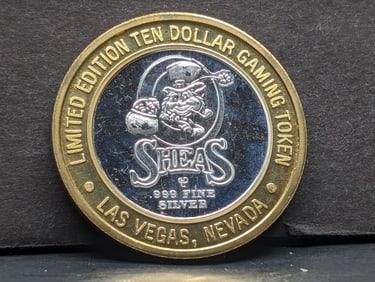 LIMITED EDITION TEN DOLLAR GAMING TOKEN
SHEAS
999 FINE
SILVER
• LAS VEGAS, NEVADA •